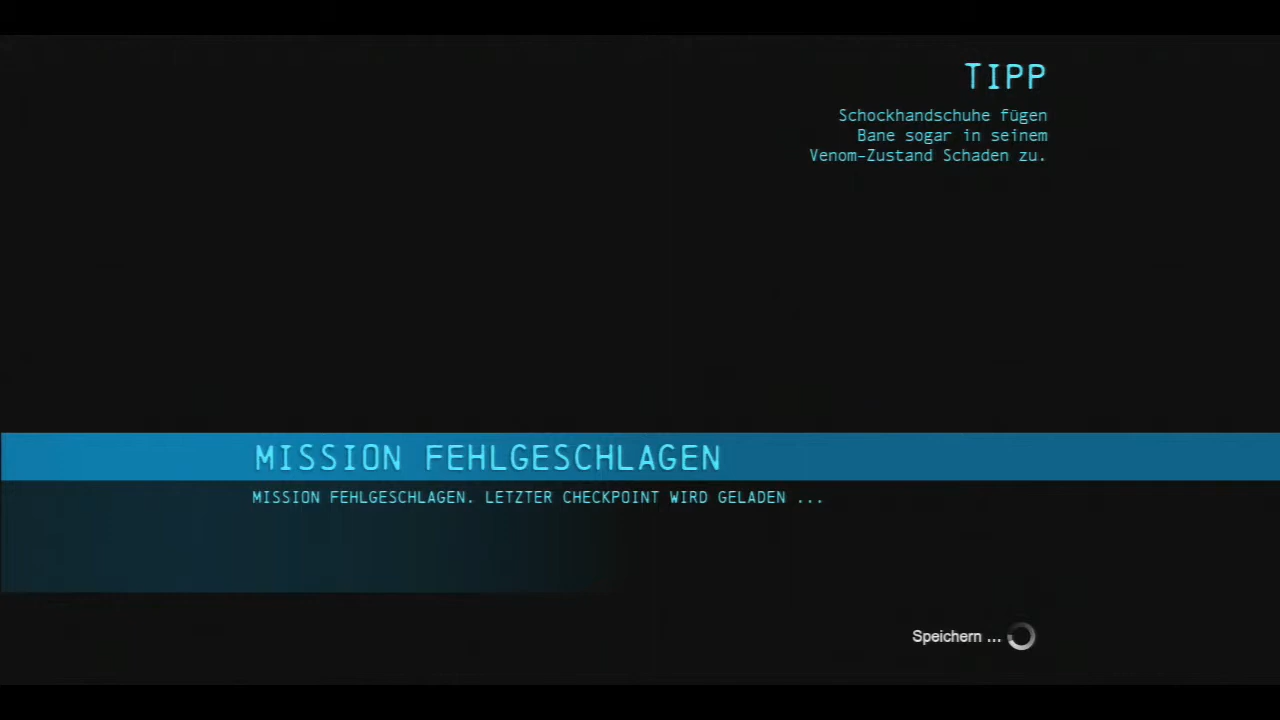 TIPP
Schockhandschuhe fügen
Bane sogar in seinem
Venom-Zustand Schaden zu.
MISSION FEHLGESCHLAGEN
MISSION FEHLGESCHLAGEN. LETZTER CHECKPOINT WIRD GELADEN ...
Speichern ...